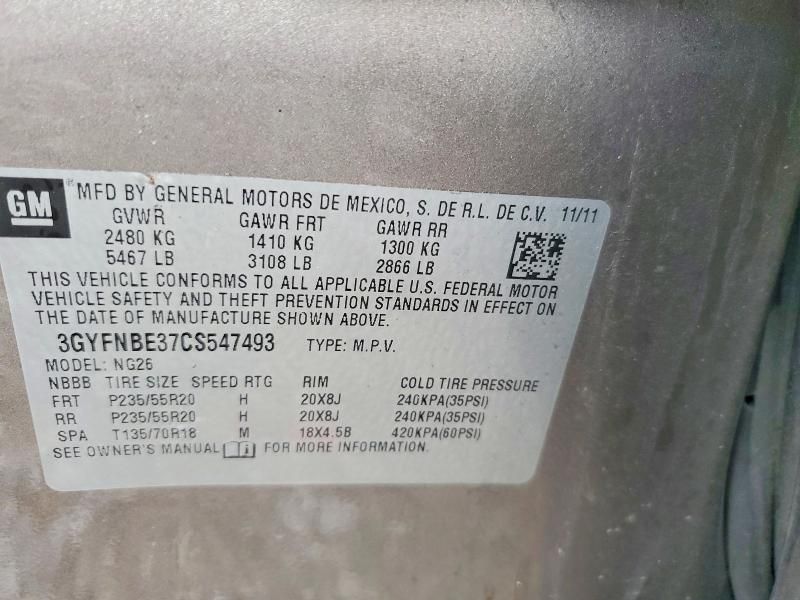 GM® MFD BY GENERAL MOTORS DE MEXICO, S. DE R.L. DE C.V. 11/11
GVWR GAWR FRT GAWR RR
2480 KG 1410 KG 1300 KG
5467 LB 3108 LB 2866 LB
THIS VEHICLE CONFORMS TO ALL APPLICABLE U.S. FEDERAL MOTOR
VEHICLE SAFETY AND THEFT PREVENTION STANDARDS IN EFFECT ON
THE DATE OF MANUFACTURE SHOWN ABOVE.
3GYFNBE37CS547493 TYPE: M.P.V.
MODEL: NG26
NBBB TIRE SIZE SPEED RTG RIM COLD TIRE PRESSURE
FRT P235/55R20 H 20X8J 240KPA(35PSI)
RR P235/55R20 H 20X8J 240KPA(35PSI)
SPA T135/70R18 M 18X4.5B 420KPA(60PSI)
SEE OWNER'S MANUAL FOR MORE INFORMATION.